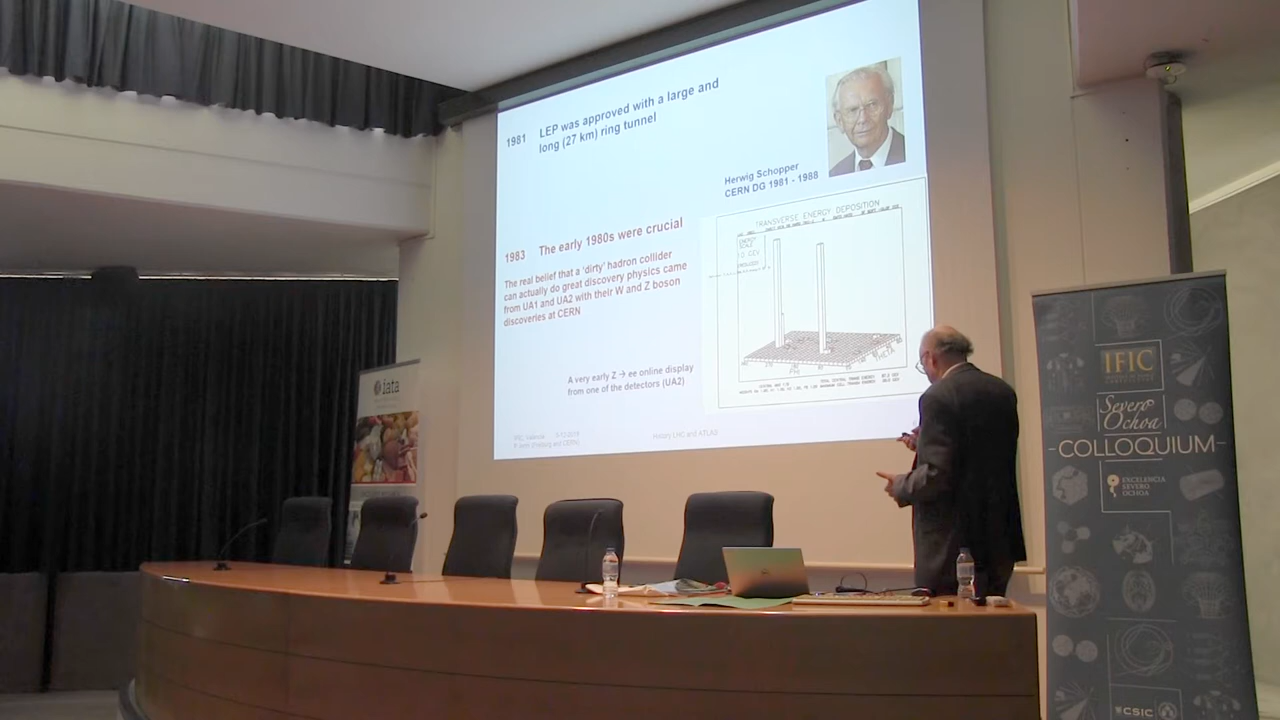 1981
LEP was approved with a large and
long (27 km) ring tunnel
Herwig Schopper
CERN DG 1981 - 1988
1983
The early 1980s were crucial
The real belief that a 'dirty' hadron collider
can actually do great discovery physics came
from UA1 and UA2 with their W and Z boson
discoveries at CERN
TRANSVERSE ENERGY DEPOSITION
ENERGY
SCALE
PHI
THETA
A very early Z → ee online display
from one of the detectors (UA2)
History LHC and ATLAS
iata
IFIC
Severo
Ochoa
COLLOQUIUM
EXCELENCIA
SEVERO
OCHOA
CSIC